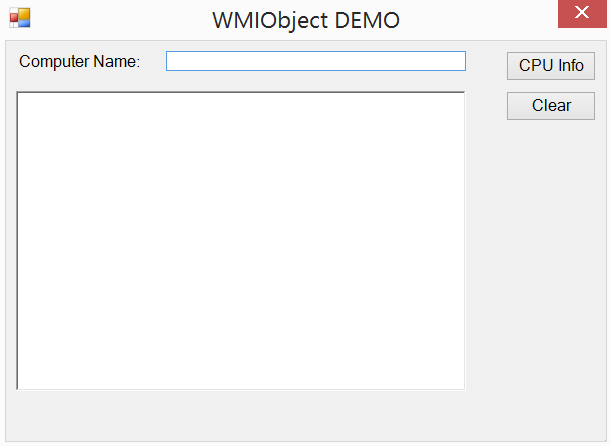 WMIObject DEMO
Computer Name:
CPU Info
Clear